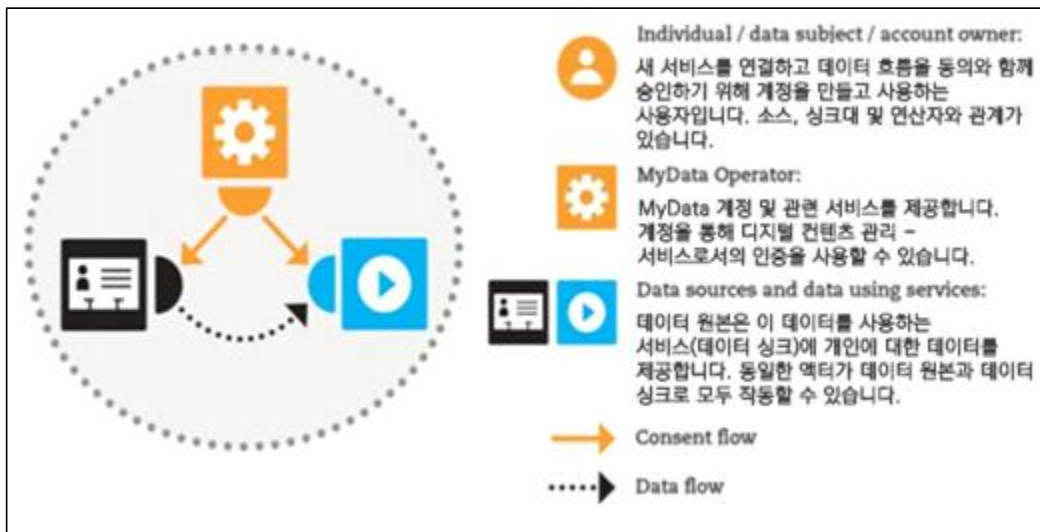 Individual / data subject / account owner:
새 서비스를 연결하고 데이터 흐름을 동의와 함께
승인하기 위해 계정을 만들고 사용하는
사용자입니다. 소스, 싱크대 및 연산자와 관계가
있습니다.
MyData Operator:
MyData 계정 및 관련 서비스를 제공합니다.
계정을 통해 디지털 컨텐츠 관리 –
서비스로서의 인증을 사용할 수 있습니다.
Data sources and data using services:
데이터 원본은 이 데이터를 사용하는
서비스(데이터 싱크)에 개인에 대한 데이터를
제공합니다. 동일한 액터가 데이터 원본과 데이터
싱크로 모두 작동할 수 있습니다.
Consent flow
Data flow